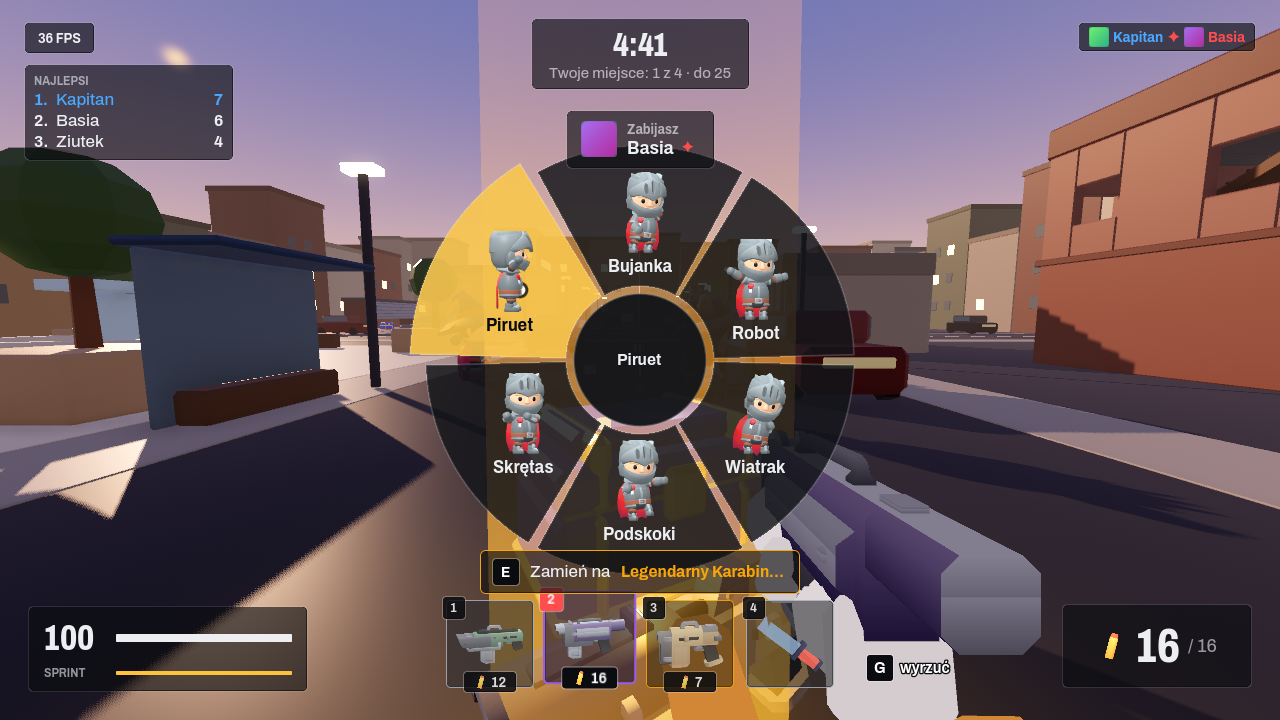 36 FPS
NAJLEPSI
1. Kapitan 7
2. Basia 6
3. Ziutek 4
4:41
Twoje miejsce: 1 z 4 · do 25
Kapitan Basia
Zabijasz
Basia
Bujanka
Piruet
Robot
Piruet
Skrętas
Wiatrak
Podskoki
E Zamień na Legendarny Karabin...
1 2 3 4
12 16 7
100
SPRINT
G wyrzuć
16 / 16